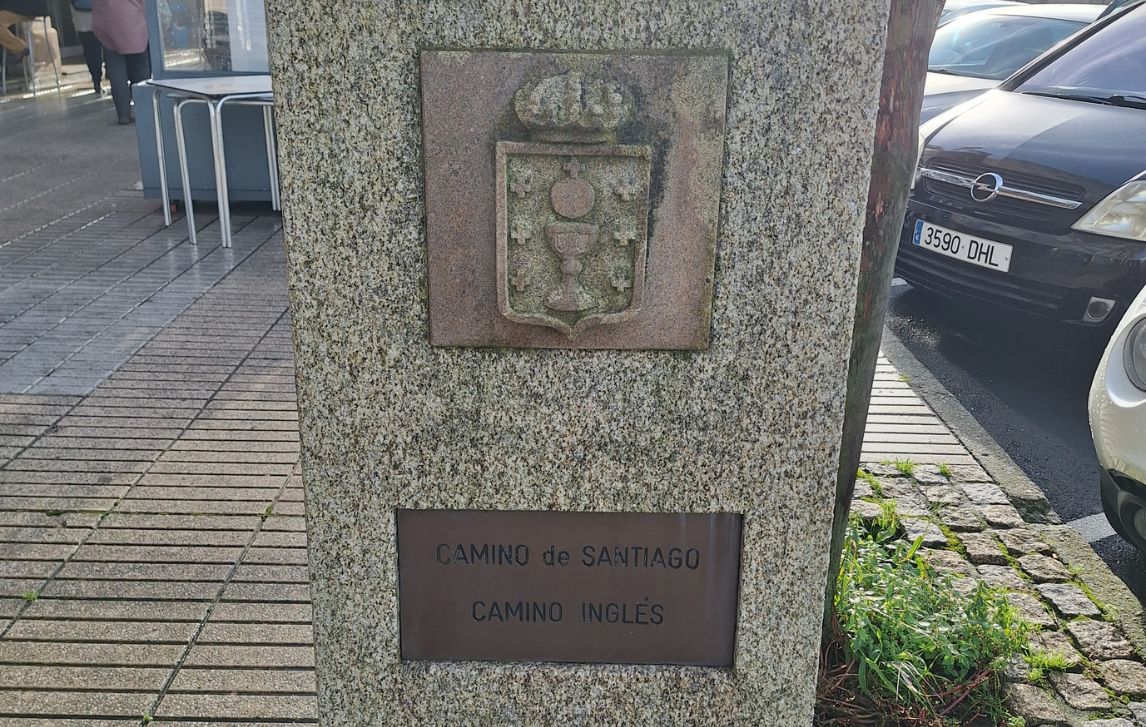 CAMINO de SANTIAGO
CAMINO INGLÉS
3590 DHL